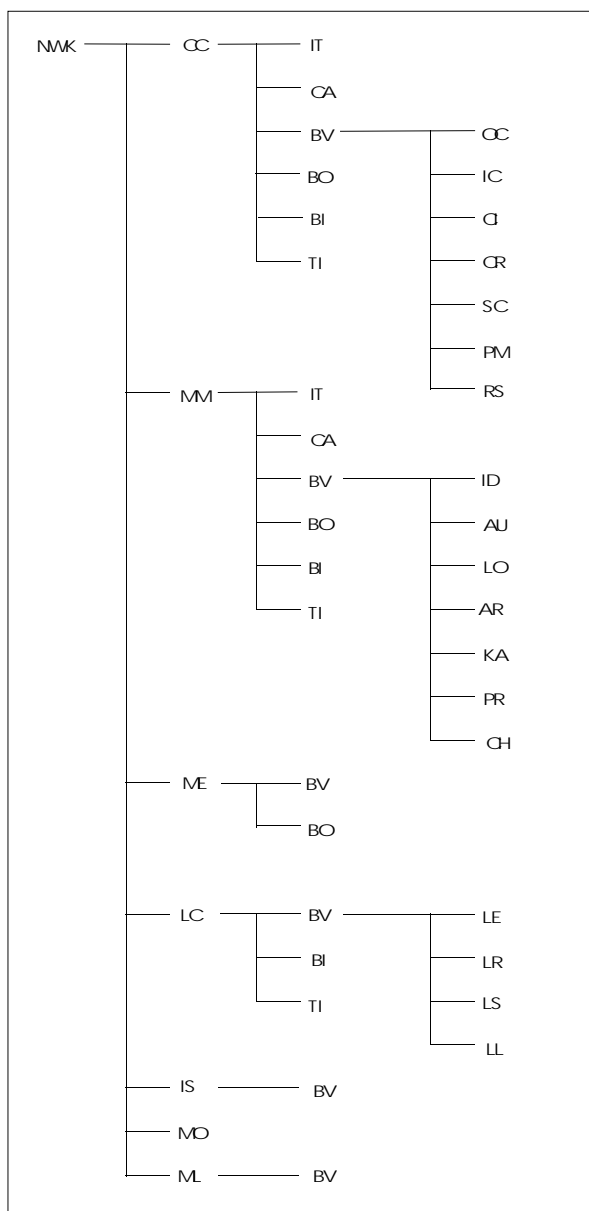 NWK CC IT
CA
BV CC
BO IC
BI CI
TI CR
SC
PM
MM IT RS
CA
BV ID
BO AU
BI LO
TI AR
KA
PR
CH
ME BV
BO
LC BV LE
BI LR
TI LS
LL
IS BV
MO
ML BV